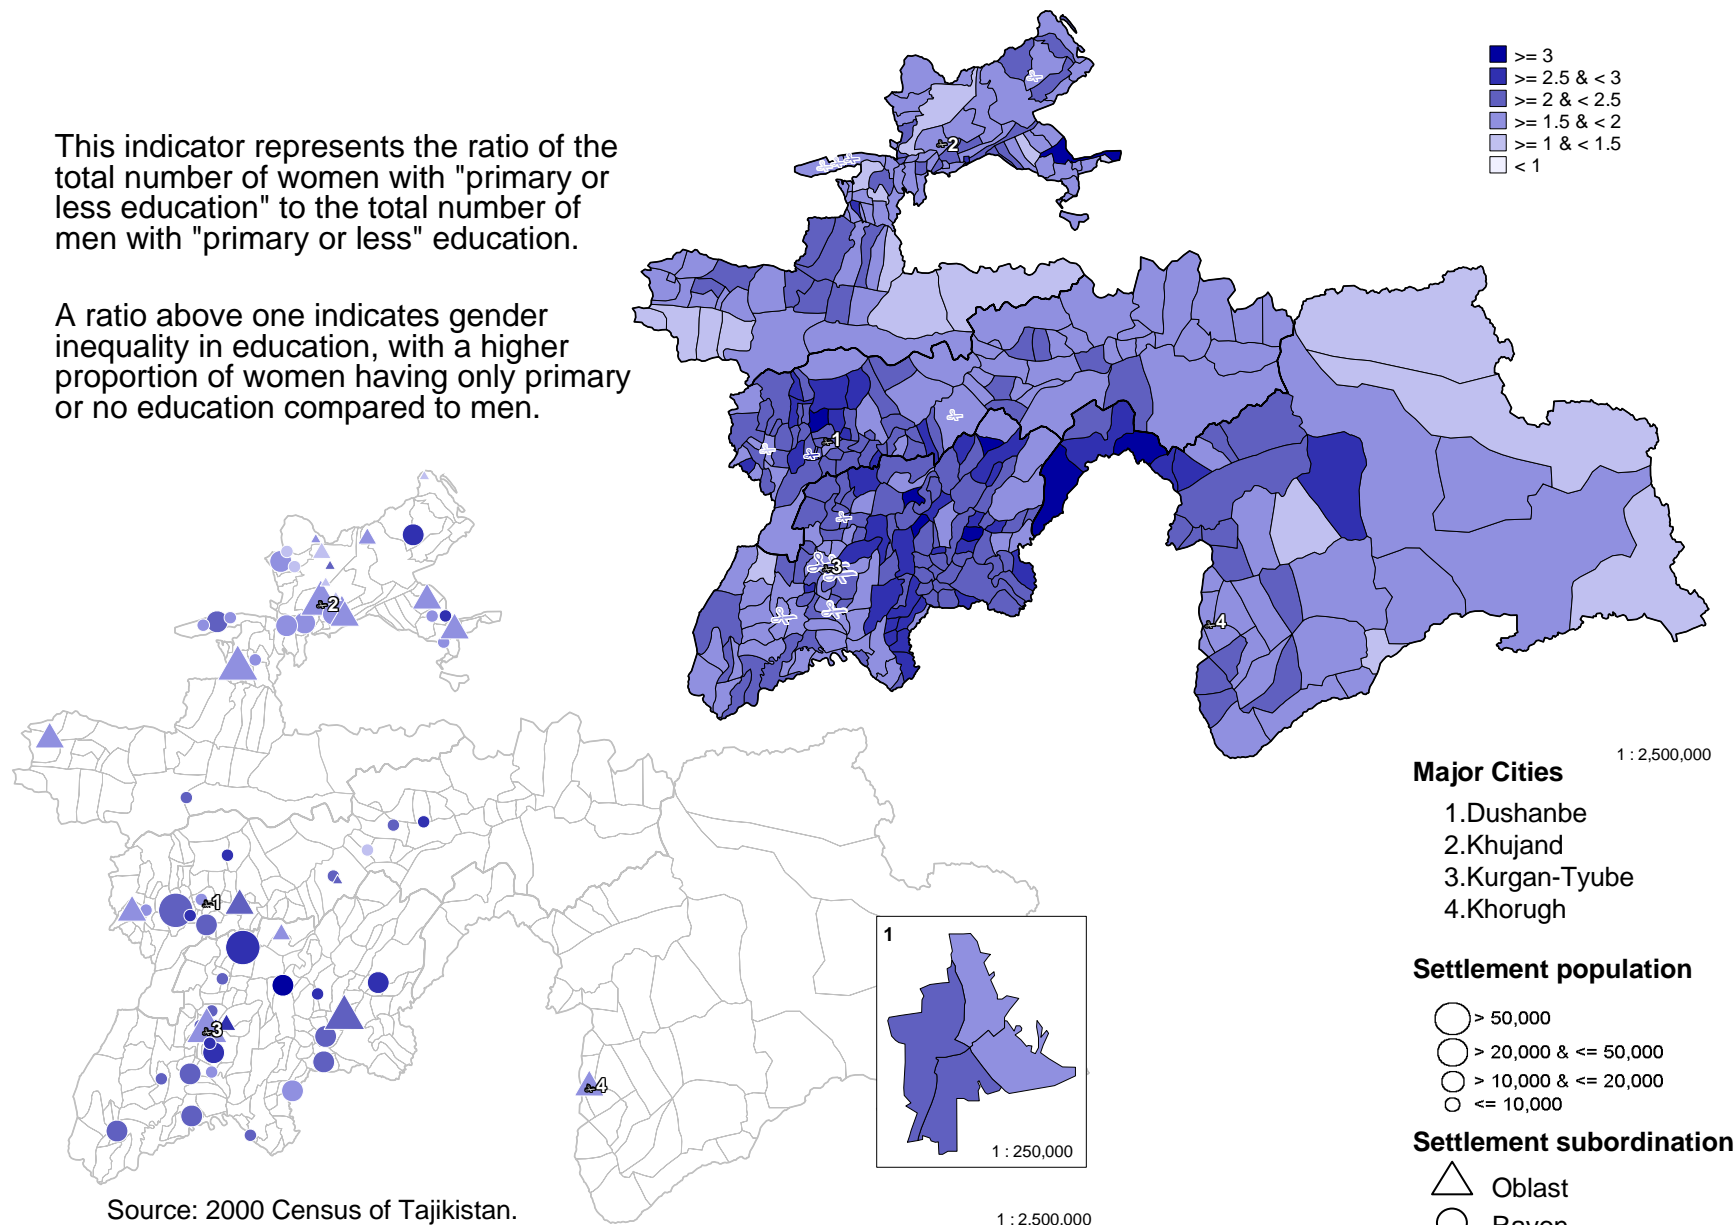 >= 3
>= 2.5 & < 3
>= 2 & < 2.5
>= 1.5 & < 2
>= 1 & < 1.5
< 1
This indicator represents the ratio of the
total number of women with "primary or
less education" to the total number of
men with "primary or less" education.
A ratio above one indicates gender
inequality in education, with a higher
proportion of women having only primary
or no education compared to men.
2
1
3
4
1 : 2,500,000
2
1
3
4
1
1 : 250,000
Major Cities
1.Dushanbe
2.Khujand
3.Kurgan-Tyube
4.Khorugh
Settlement population
> 50,000
> 20,000 & <= 50,000
> 10,000 & <= 20,000
<= 10,000
Settlement subordination
Oblast
Rayon
Source: 2000 Census of Tajikistan.
1 : 2,500,000